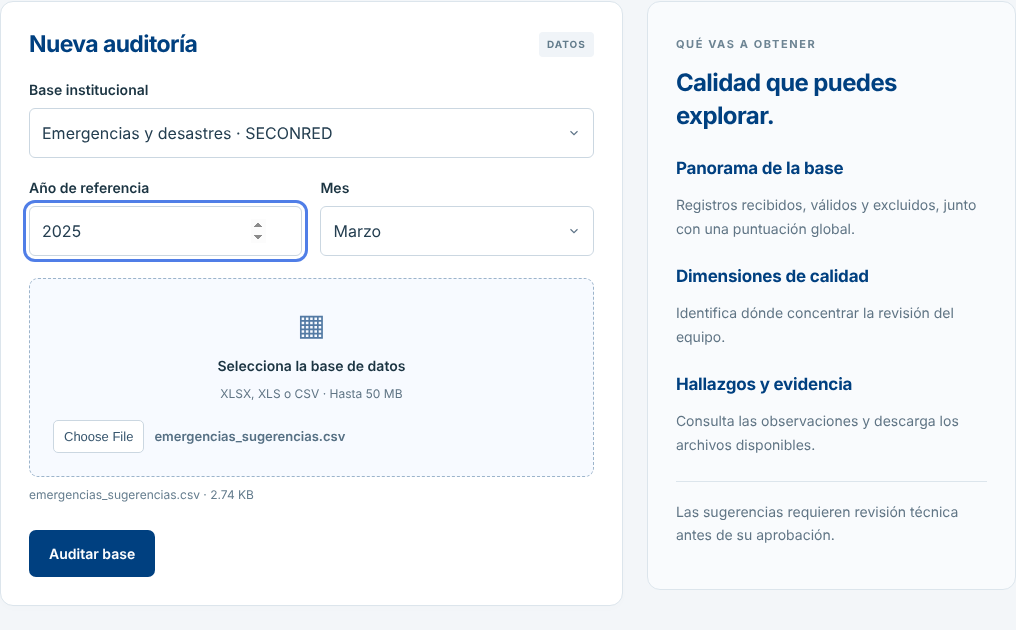 Nueva auditoría
DATOS
Base institucional
Emergencias y desastres · SECONRED
Año de referencia
Mes
2025
Marzo
Selecciona la base de datos
XLSX, XLS o CSV · Hasta 50 MB
Choose File
emergencias_sugerencias.csv
emergencias_sugerencias.csv · 2.74 KB
Auditar base
QUÉ VAS A OBTENER
Calidad que puedes
explorar.
Panorama de la base
Registros recibidos, válidos y excluidos, junto
con una puntuación global.
Dimensiones de calidad
Identifica dónde concentrar la revisión del
equipo.
Hallazgos y evidencia
Consulta las observaciones y descarga los
archivos disponibles.
Las sugerencias requieren revisión técnica
antes de su aprobación.